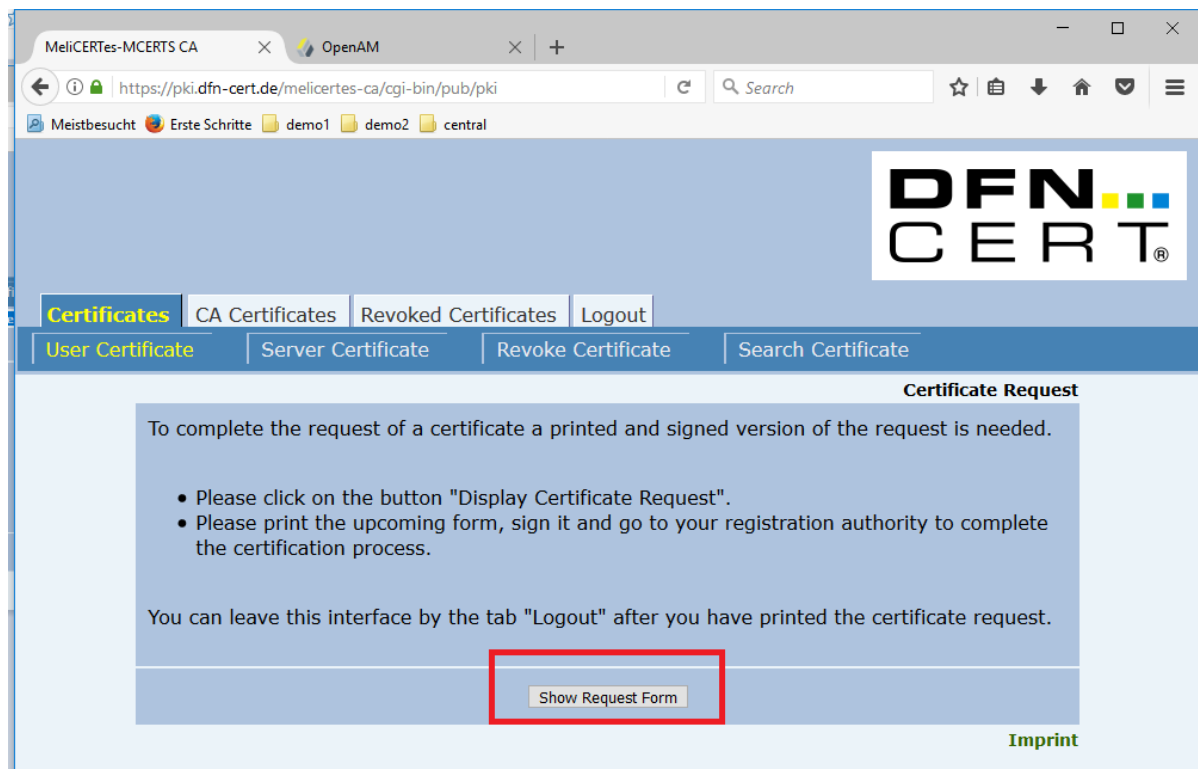 MeliCERTes-MCERTS CA
OpenAM
https://pki.dfn-cert.de/melicertes-ca/cgi-bin/pub/pki
Search
Meistbesucht Erste Schritte demo1 demo2 central
DFN
CERT®
Certificates CA Certificates Revoked Certificates Logout
User Certificate Server Certificate Revoke Certificate Search Certificate
Certificate Request
To complete the request of a certificate a printed and signed version of the request is needed.
• Please click on the button "Display Certificate Request".
• Please print the upcoming form, sign it and go to your registration authority to complete
the certification process.
You can leave this interface by the tab "Logout" after you have printed the certificate request.
Show Request Form
Imprint